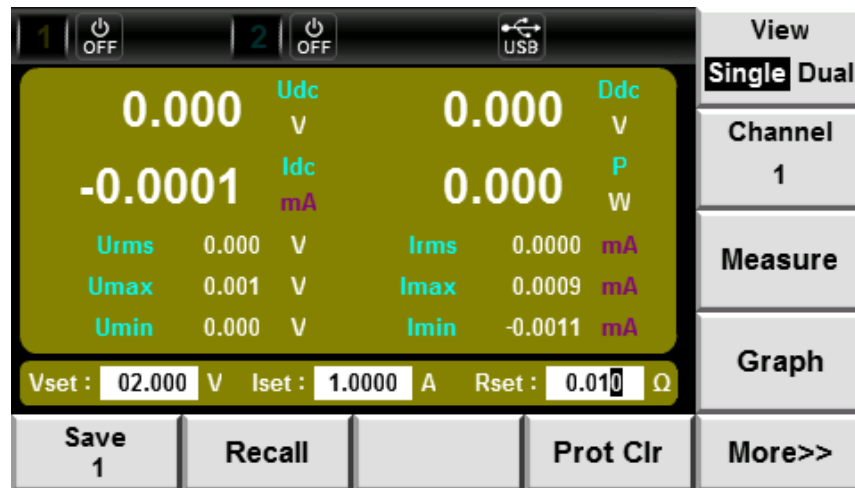 1 OFF 2 OFF USB
0.000 Udc V 0.000 Ddc V
-0.0001 Idc mA 0.000 P W
Urms 0.000 V Irms 0.0000 mA
Umax 0.001 V Imax 0.0009 mA
Umin 0.000 V Imin -0.0011 mA
Vset : 02.000 V Iset : 1.0000 A Rset : 0.010 Ω
View
Single Dual
Channel
1
Measure
Graph
Save
1
Recall
Prot Clr
More>>